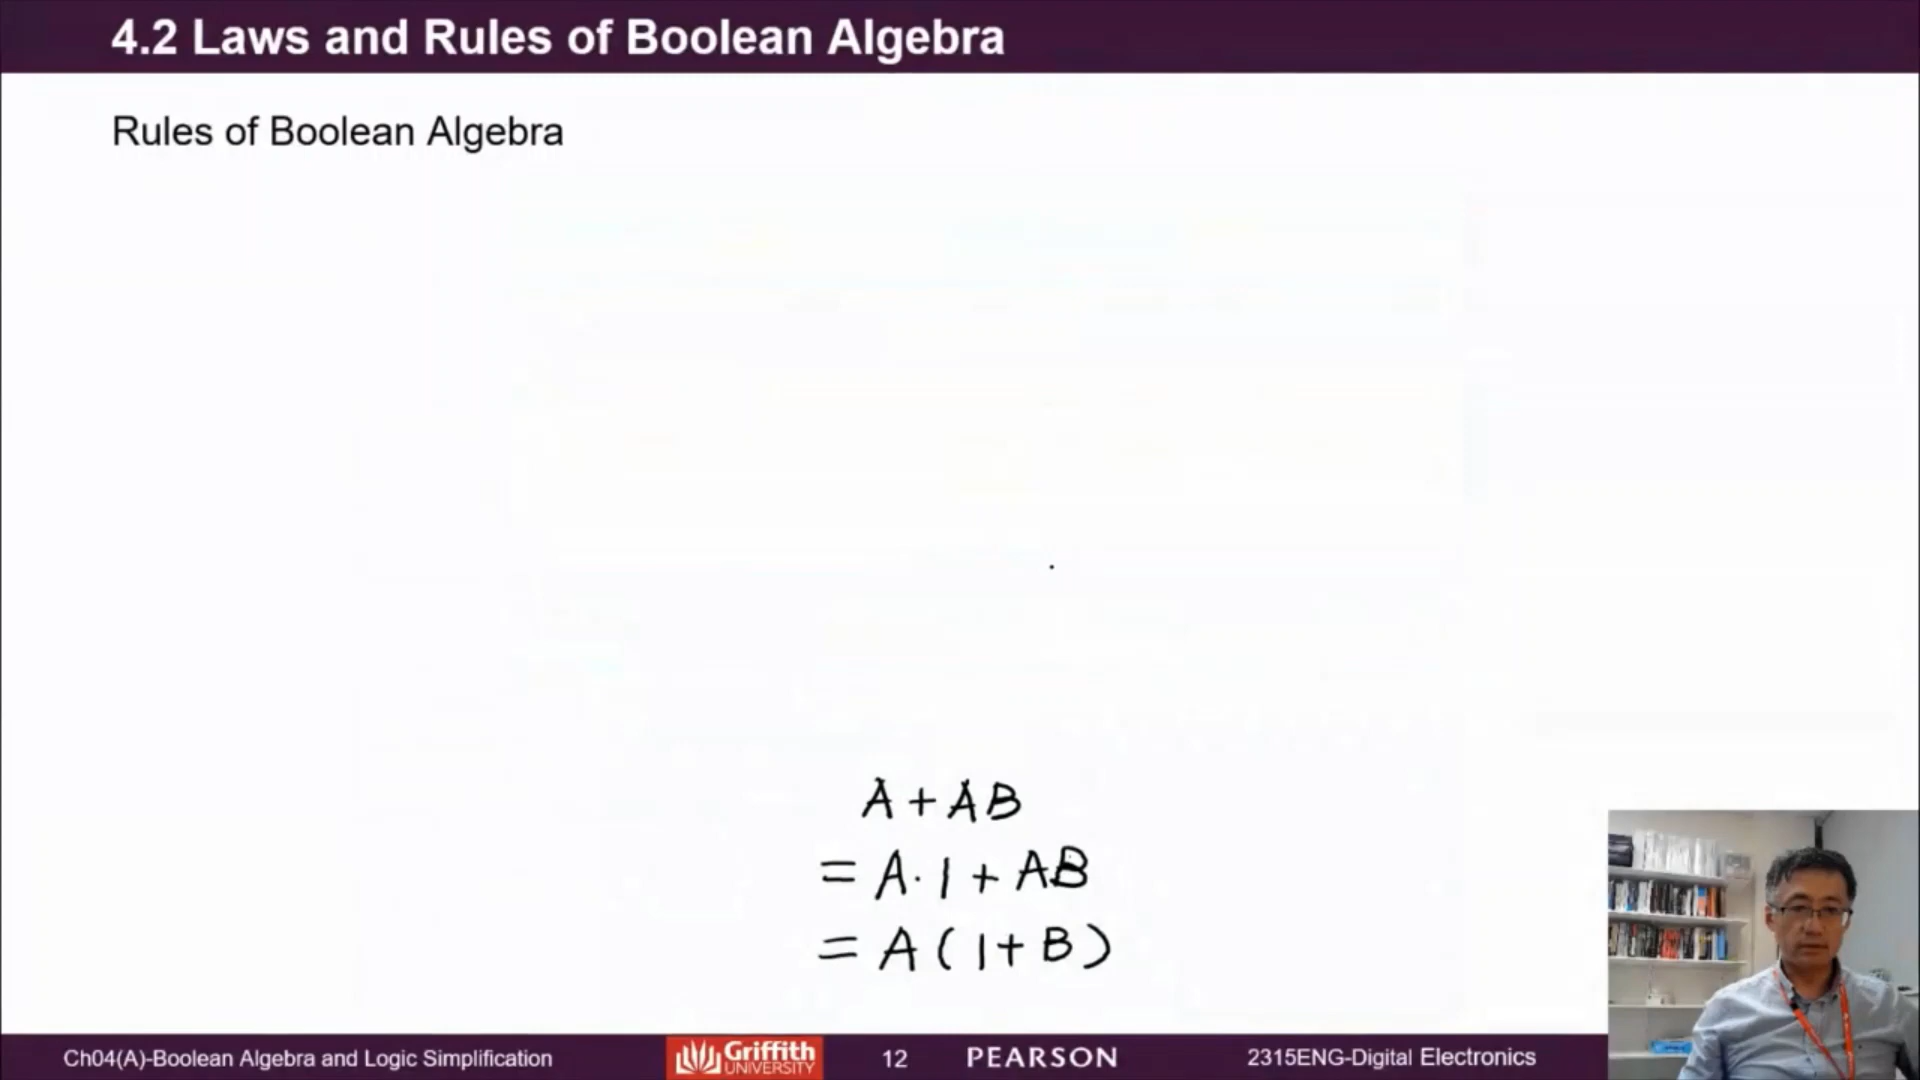 4.2 Laws and Rules of Boolean Algebra
Rules of Boolean Algebra
A + AB
= A · 1 + AB
= A ( 1 + B )
Ch04(A)-Boolean Algebra and Logic Simplification
Griffith
UNIVERSITY
12
PEARSON
2315ENG-Digital Electronics